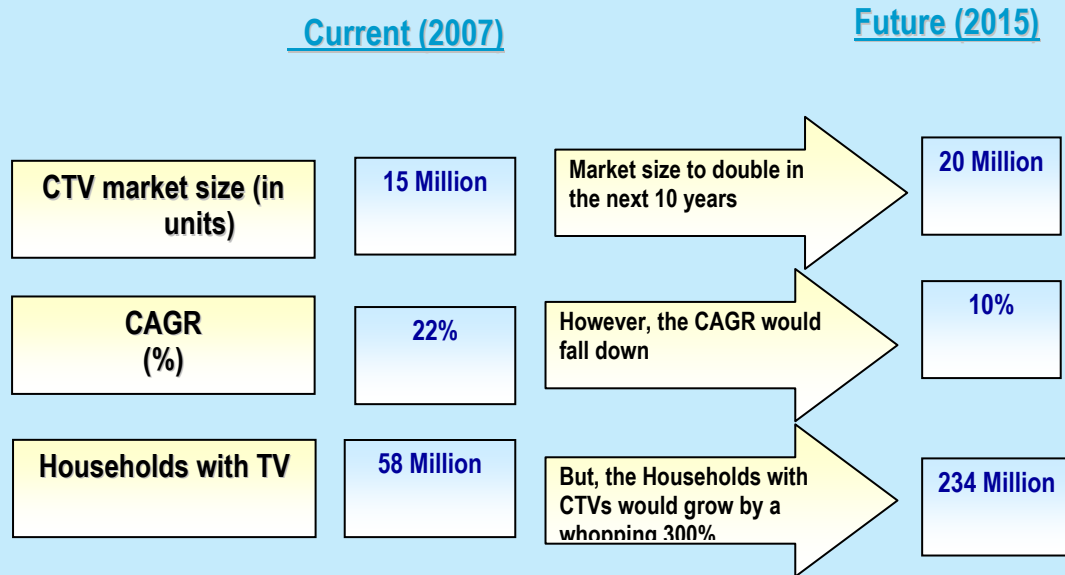 Current (2007)
Future (2015)
CTV market size (in
units)
15 Million
Market size to double in
the next 10 years
20 Million
CAGR
(%)
22%
However, the CAGR would
fall down
10%
Households with TV
58 Million
But, the Households with
CTVs would grow by a
whopping 300%
234 Million